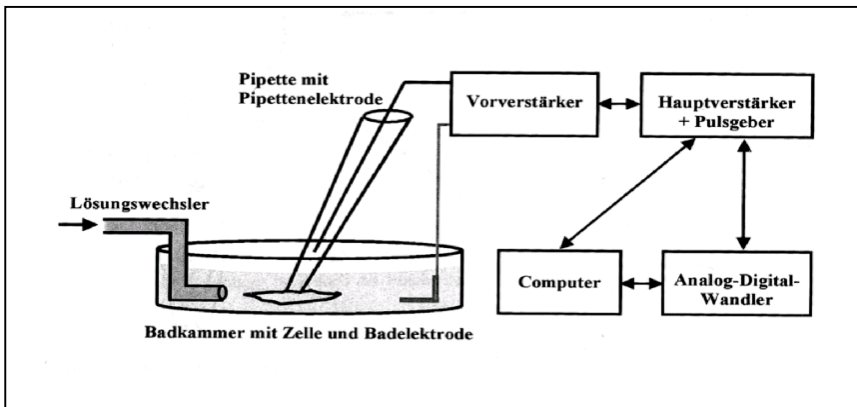 Pipette mit
Pipettenelektrode
Vorverstärker
Hauptverstärker
+ Pulsgeber
Lösungswechsler
Computer
Analog-Digital-
Wandler
Badkammer mit Zelle und Badelektrode